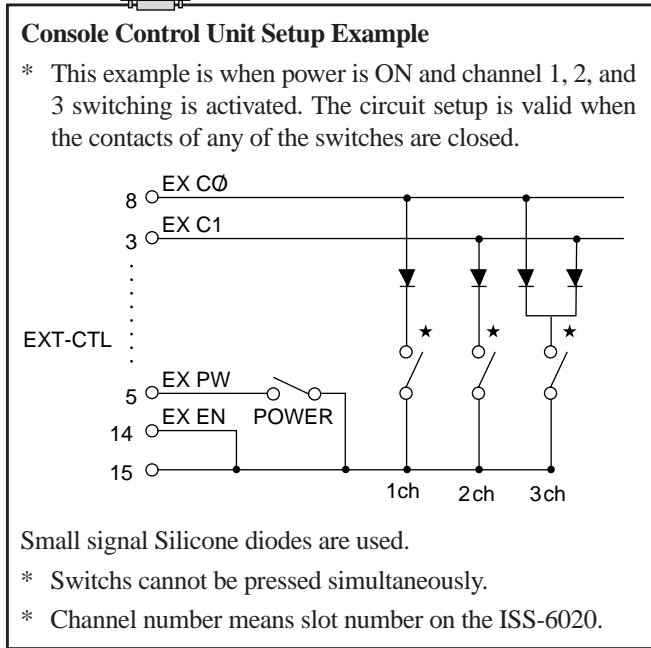 Console Control Unit Setup Example
* This example is when power is ON and channel 1, 2, and
3 switching is activated. The circuit setup is valid when
the contacts of any of the switches are closed.
8 EX CØ
3 EX C1
EXT-CTL
★ ★ ★
5 EX PW
POWER
14 EX EN
15
1ch 2ch 3ch
Small signal Silicone diodes are used.
* Switchs cannot be pressed simultaneously.
* Channel number means slot number on the ISS-6020.